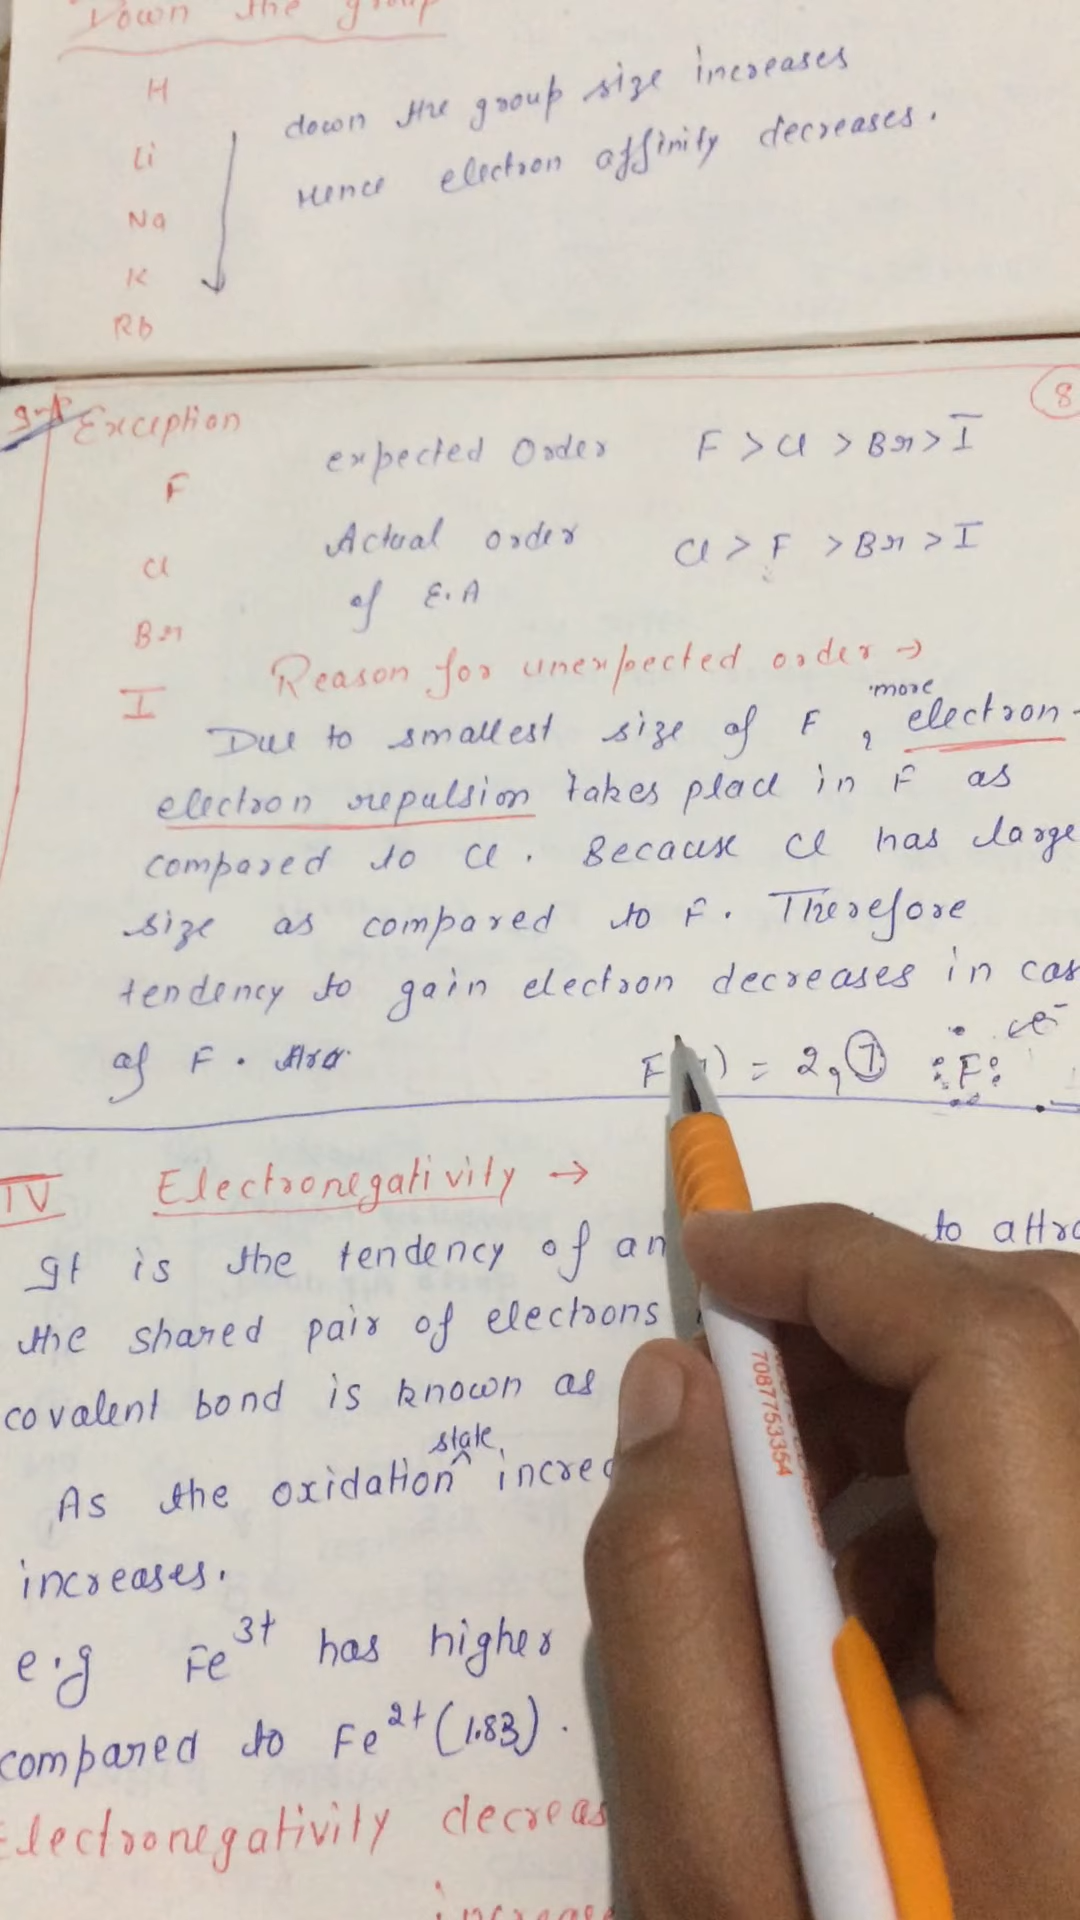 Down the group
H
Li
Na
K
Rb
down the group size increases
Hence electron affinity decreases.
8
Exception
F
Cl
Br
I
expected Order F > Cl > Br > I
Actual order Cl > F > Br > I
of E.A
Reason for unexpected order →
Due to smallest size of F, more electron-
electron repulsion takes place in F as
compared to Cl. Because Cl has large
size as compared to F. Therefore
tendency to gain electron decreases in cas
of F.
F ) = 2, 7 :F: e-
IV Electronegativity →
It is the tendency of an to attra
the shared pair of electrons
covalent bond is known as
As the oxidation state increa
increases.
e.g Fe3+ has higher
compared to Fe2+ (1.83).
Electronegativity decreas
increase
7087753354